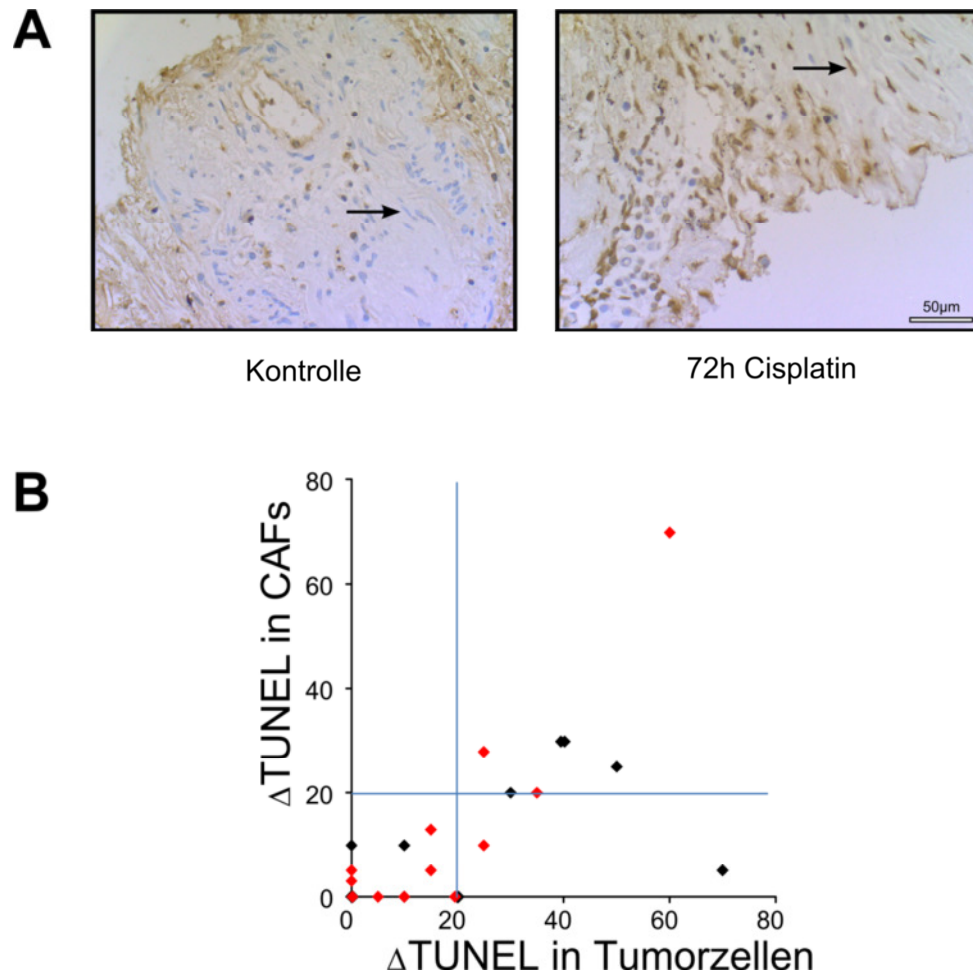 A
50µm
Kontrolle
72h Cisplatin
B
ΔTUNEL in CAFs
80
60
40
20
0
0 20 40 60 80
ΔTUNEL in Tumorzellen